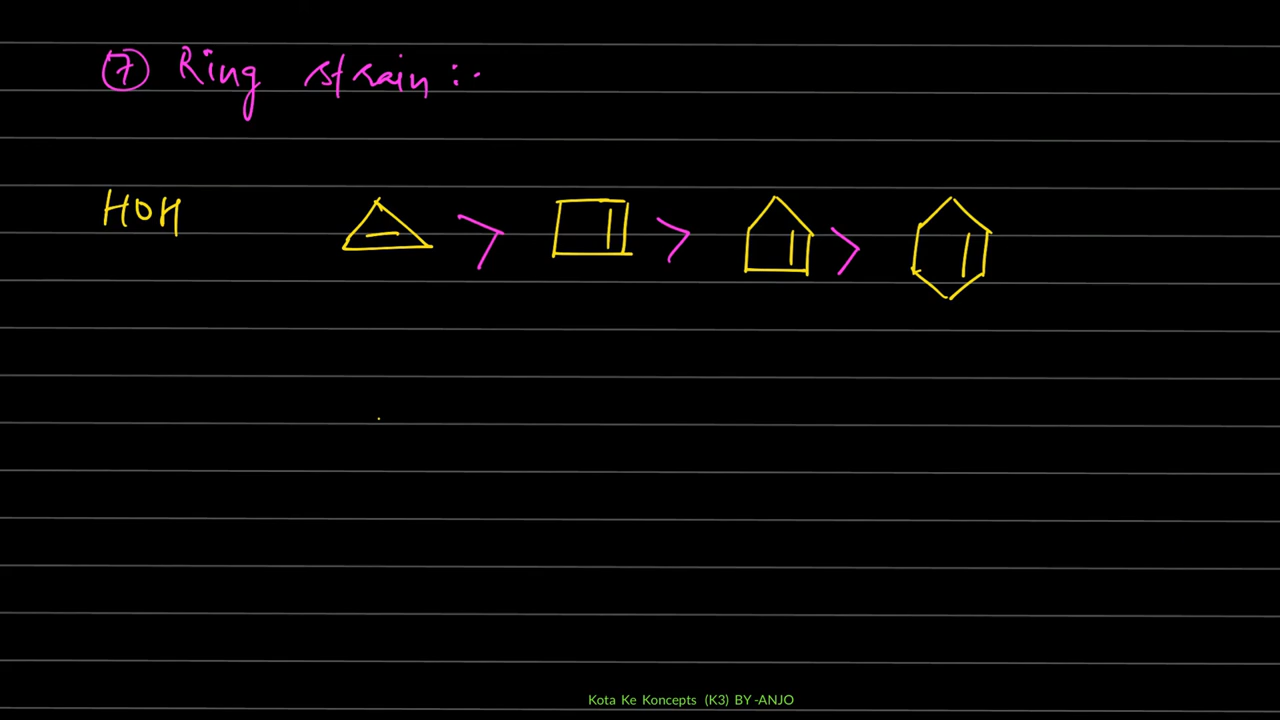 7 Ring strain :-
HOH > > >
Kota Ke Koncepts (K3) BY -ANJO